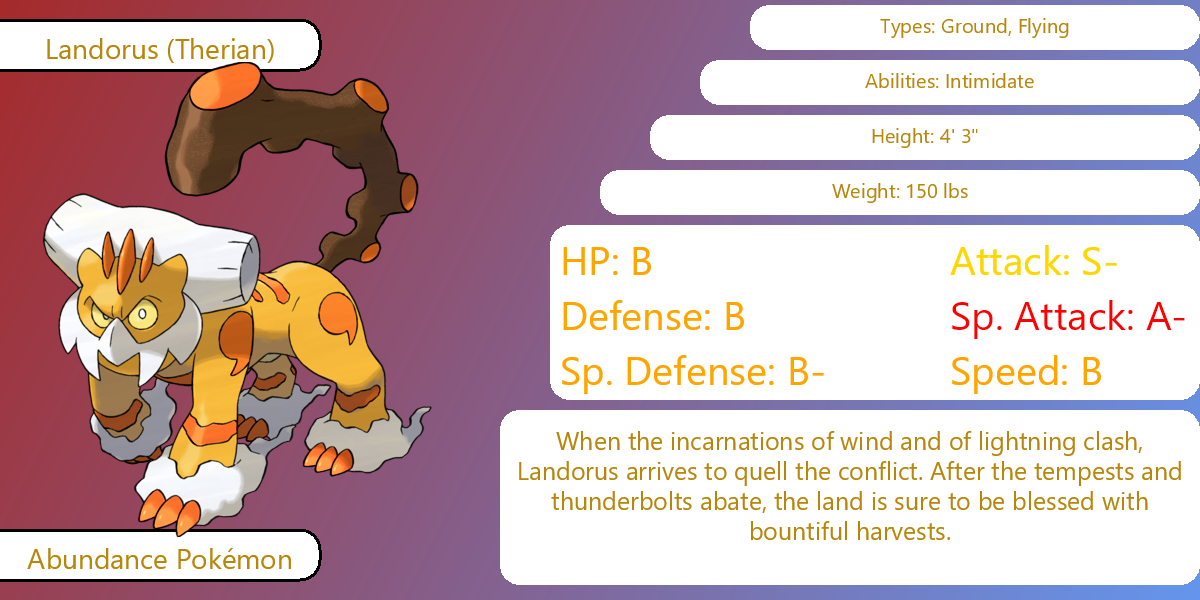 Landorus (Therian)
Types: Ground, Flying
Abilities: Intimidate
Height: 4' 3"
Weight: 150 lbs
HP: B
Attack: S-
Defense: B
Sp. Attack: A-
Sp. Defense: B-
Speed: B
When the incarnations of wind and of lightning clash,
Landorus arrives to quell the conflict. After the tempests and
thunderbolts abate, the land is sure to be blessed with
bountiful harvests.
Abundance Pokémon